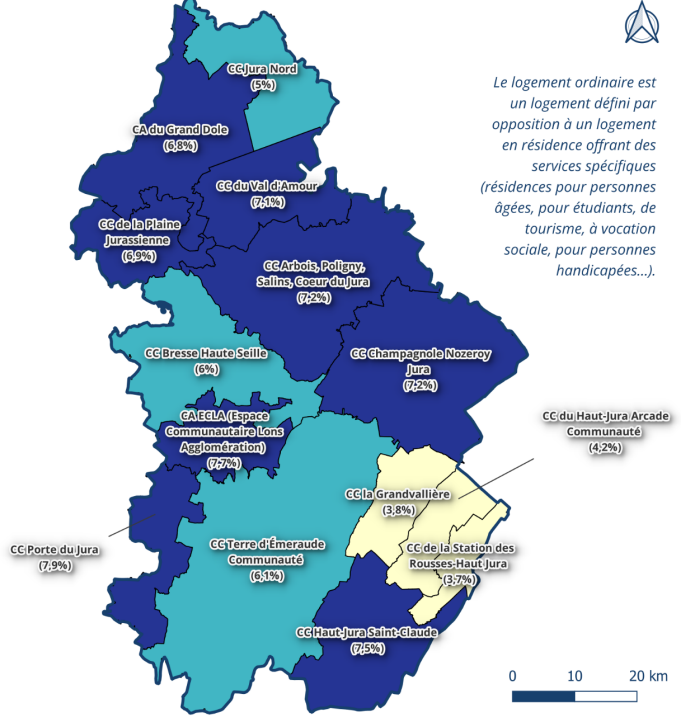 CC Jura Nord
(5%)
Le logement ordinaire est
un logement défini par
opposition à un logement
en résidence offrant des
services spécifiques
(résidences pour personnes
âgées, pour étudiants, de
tourisme, à vocation
sociale, pour personnes
handicapées...).
CA du Grand Dole
(6,8%)
CC du Val d'Amour
(7,1%)
CC de la Plaine
Jurassienne
(6,9%)
CC Arbois, Poligny,
Salins, Coeur du Jura
(7,2%)
CC Bresse Haute Seille
(6%)
CC Champagnole Nozeroy
Jura
(7,2%)
CA ECLA (Espace
Communautaire Lons
Agglomération)
(7,7%)
CC du Haut-Jura Arcade
Communauté
(4,2%)
CC la Grandvallière
(3,8%)
CC Porte du Jura
(7,9%)
CC Terre d'Émeraude
Communauté
(6,1%)
CC de la Station des
Rousses-Haut Jura
(3,7%)
CC Haut-Jura Saint-Claude
(7,5%)
0 10 20 km